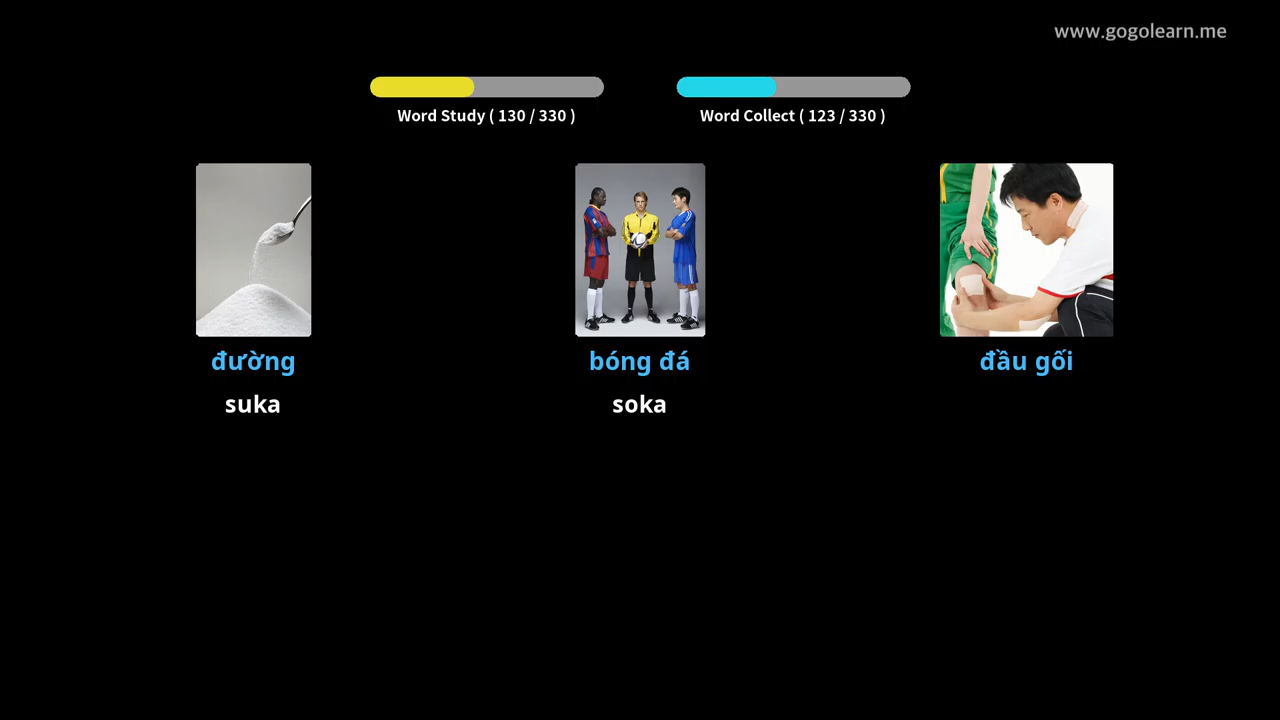 www.gogolearn.me
Word Study ( 130 / 330 )
Word Collect ( 123 / 330 )
đường
bóng đá
đầu gối
suka
soka